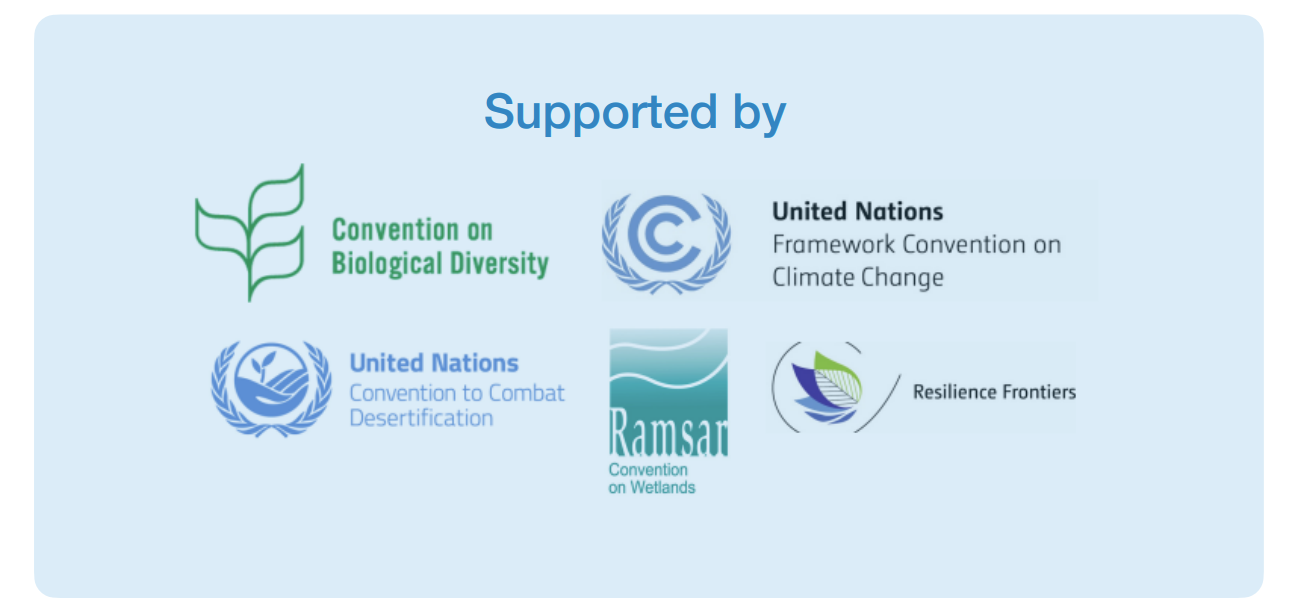 Supported by
Convention on
Biological Diversity
United Nations
Framework Convention on
Climate Change
United Nations
Convention to Combat
Desertification
Ramsar
Convention
on Wetlands
Resilience Frontiers